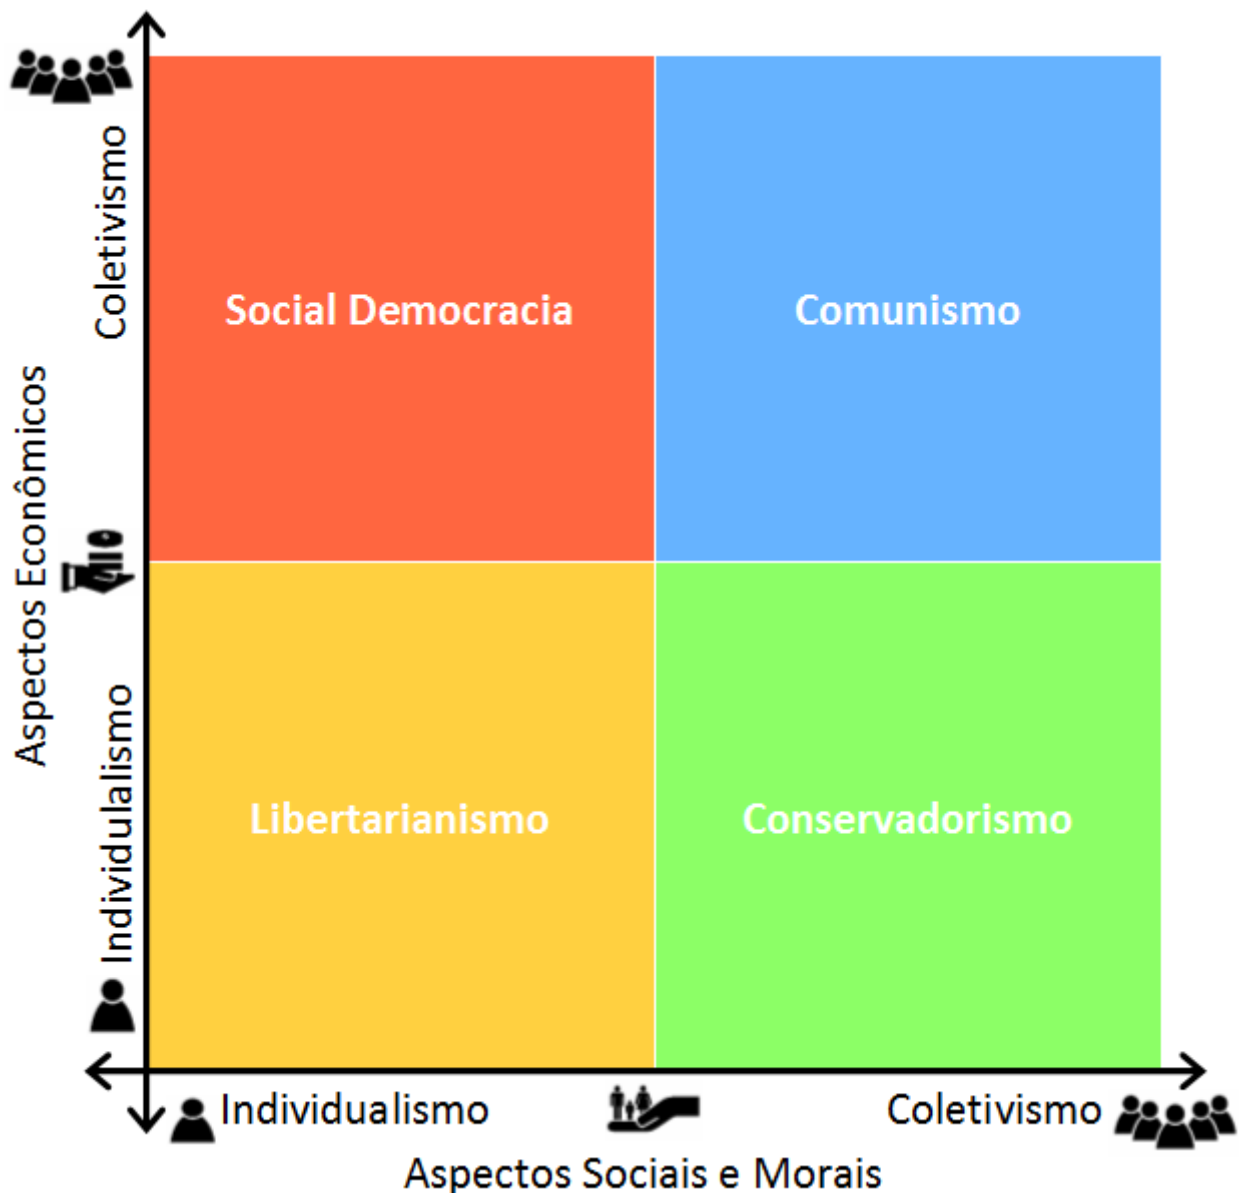 Coletivismo
Aspectos Econômicos
Individulalismo
Social Democracia
Comunismo
Libertarianismo
Conservadorismo
Individualismo
Coletivismo
Aspectos Sociais e Morais